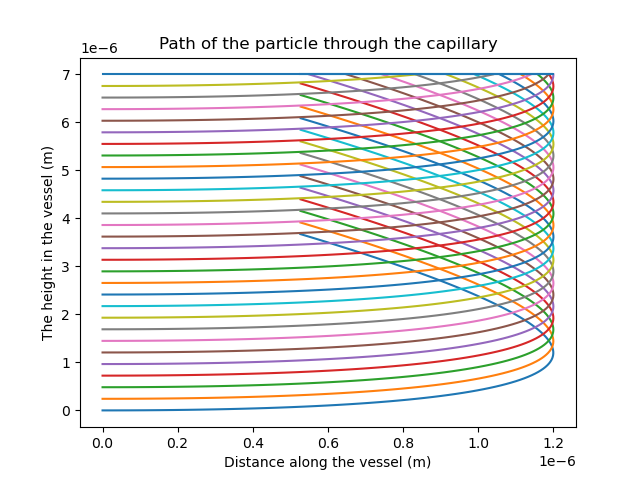 Path of the particle through the capillary
1e−6
7
6
5
4
3
2
1
0
The height in the vessel (m)
0.0 0.2 0.4 0.6 0.8 1.0 1.2
Distance along the vessel (m)
1e−6